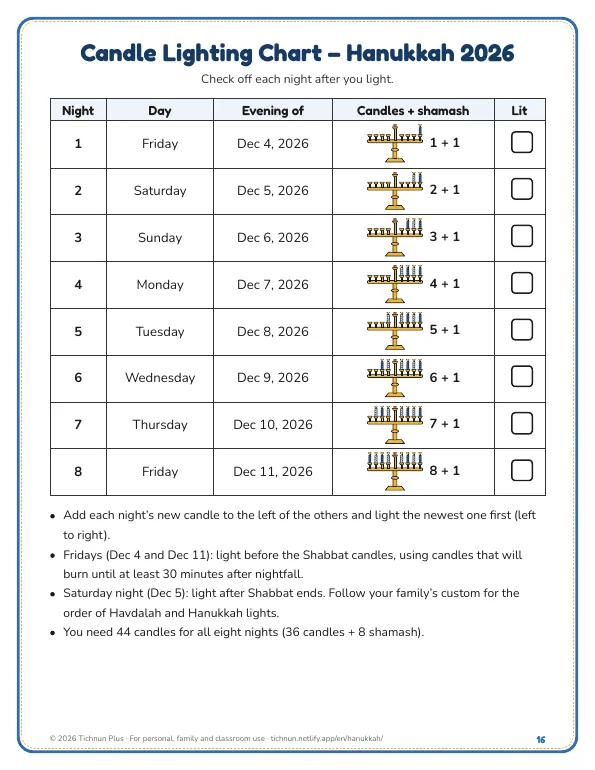 Candle Lighting Chart – Hanukkah 2026
Check off each night after you light.
Night Day Evening of Candles + shamash Lit
1 Friday Dec 4, 2026 1 + 1
2 Saturday Dec 5, 2026 2 + 1
3 Sunday Dec 6, 2026 3 + 1
4 Monday Dec 7, 2026 4 + 1
5 Tuesday Dec 8, 2026 5 + 1
6 Wednesday Dec 9, 2026 6 + 1
7 Thursday Dec 10, 2026 7 + 1
8 Friday Dec 11, 2026 8 + 1
• Add each night’s new candle to the left of the others and light the newest one first (left
to right).
• Fridays (Dec 4 and Dec 11): light before the Shabbat candles, using candles that will
burn until at least 30 minutes after nightfall.
• Saturday night (Dec 5): light after Shabbat ends. Follow your family’s custom for the
order of Havdalah and Hanukkah lights.
• You need 44 candles for all eight nights (36 candles + 8 shamash).
© 2026 Tichnun Plus · For personal, family and classroom use · tichnun.netlify.app/en/hanukkah/
16